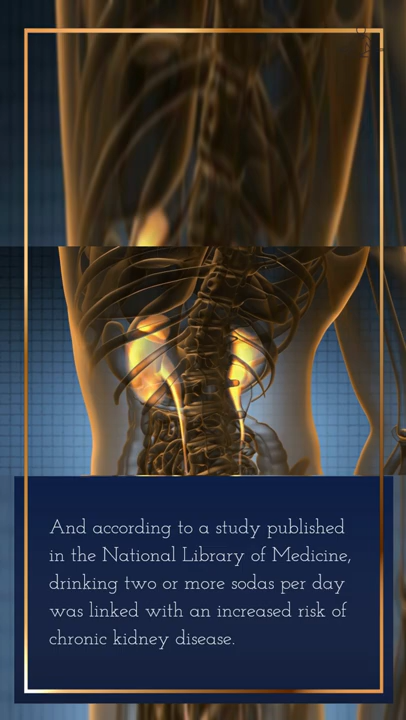 And according to a study published
in the National Library of Medicine,
drinking two or more sodas per day
was linked with an increased risk of
chronic kidney disease.